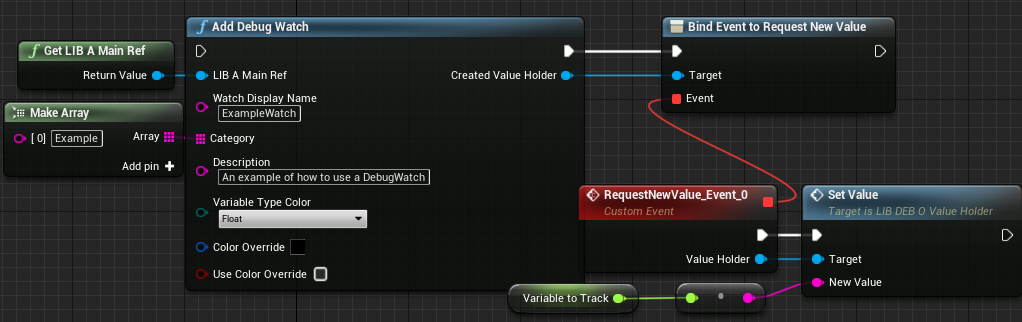 Get LIB A Main Ref
Return Value
Make Array
[ 0] Example
Array
Add pin
Add Debug Watch
LIB A Main Ref
Created Value Holder
Watch Display Name
ExampleWatch
Category
Description
An example of how to use a DebugWatch
Variable Type Color
Float
Color Override
Use Color Override
Bind Event to Request New Value
Target
Event
RequestNewValue_Event_0
Custom Event
Value Holder
Variable to Track
Set Value
Target is LIB DEB O Value Holder
Target
New Value